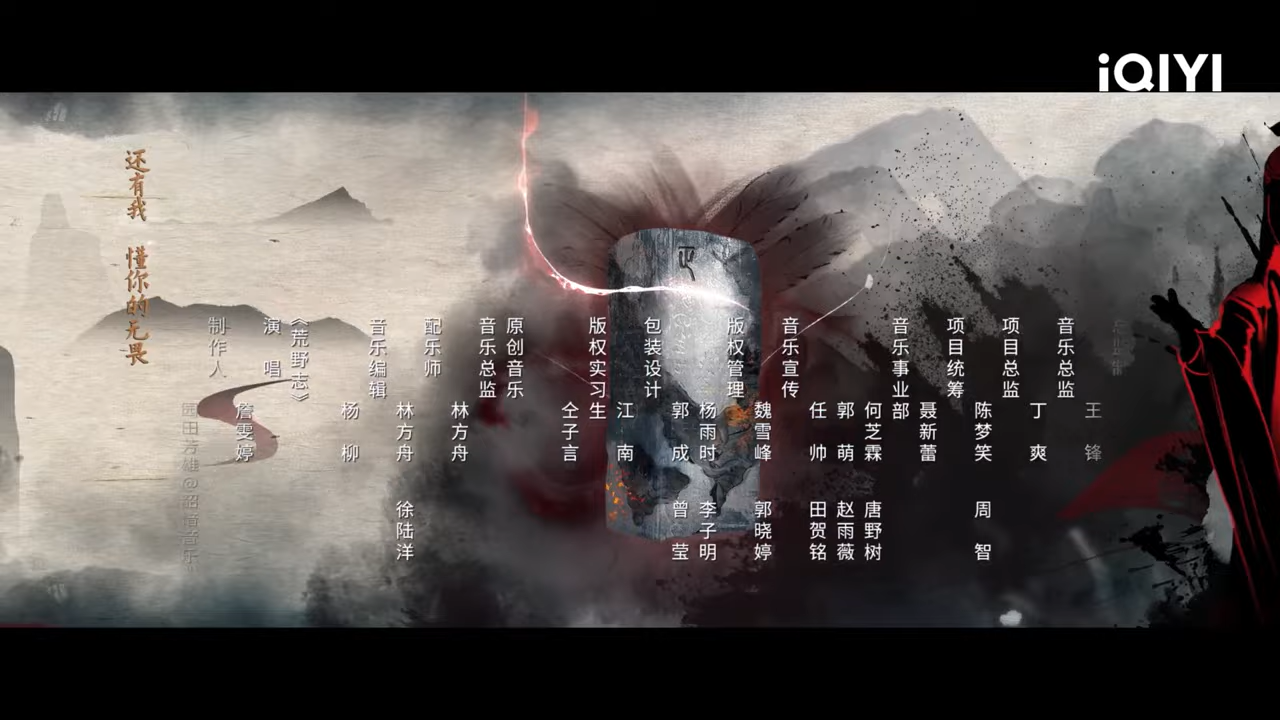 王锋
音乐总监
丁爽
项目总监
陈梦笑 周智
项目统筹
聂新蕾
音乐事业部
何芝霖 唐野树
郭萌 赵雨薇
任帅 田贺铭
音乐宣传
魏雪峰 郭晓婷
版权管理
杨雨时 李子明
郭成 曾莹
包装设计
江南
版权实习生
仝子言
原创音乐
音乐总监
林方舟
配乐师
林方舟 徐陆洋
音乐编辑
杨柳
《荒野志》
演唱
詹雯婷
制作人
还有我 懂你的无畏
iQIYI